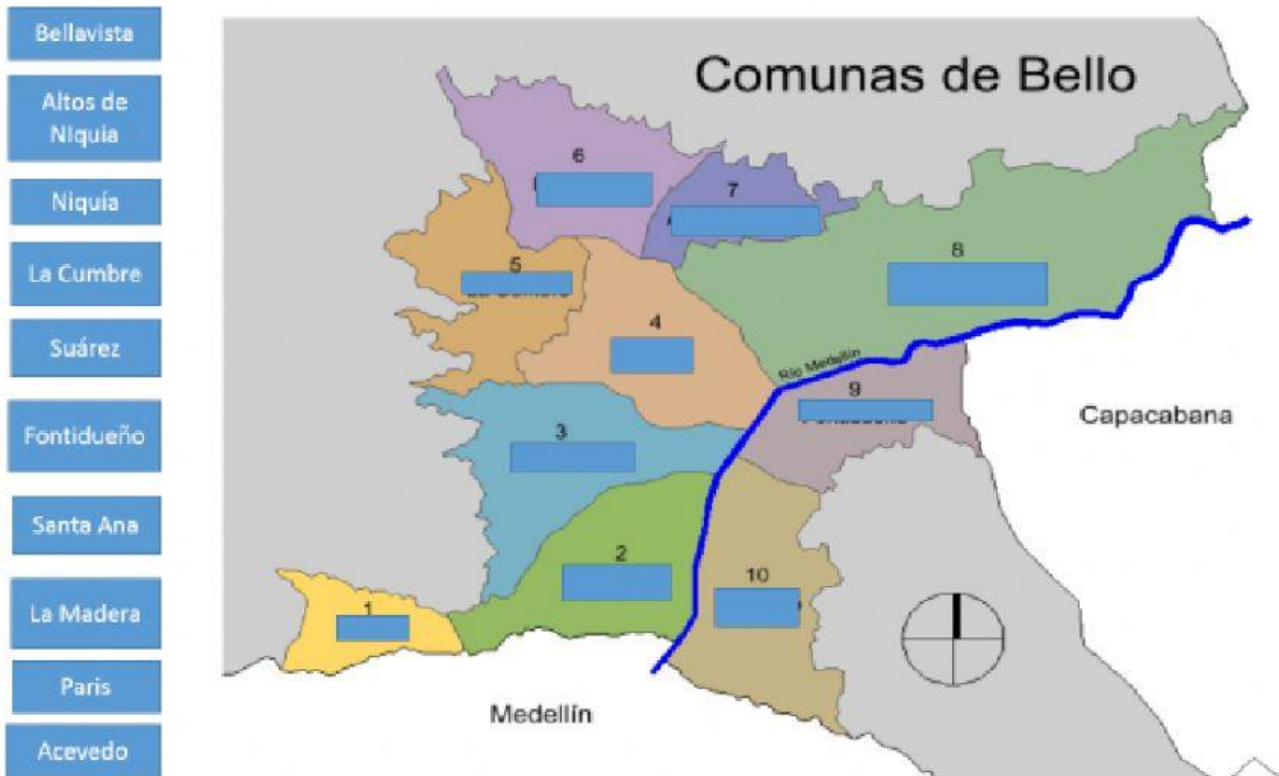 Bellavista
Altos de
NIquia
Niquía
La Cumbre
Suárez
Fontidueño
Santa Ana
La Madera
Paris
Acevedo
Comunas de Bello
6
7
8
5
4
Río Medellín
9
Capacabana
3
2
10
1
Medellín